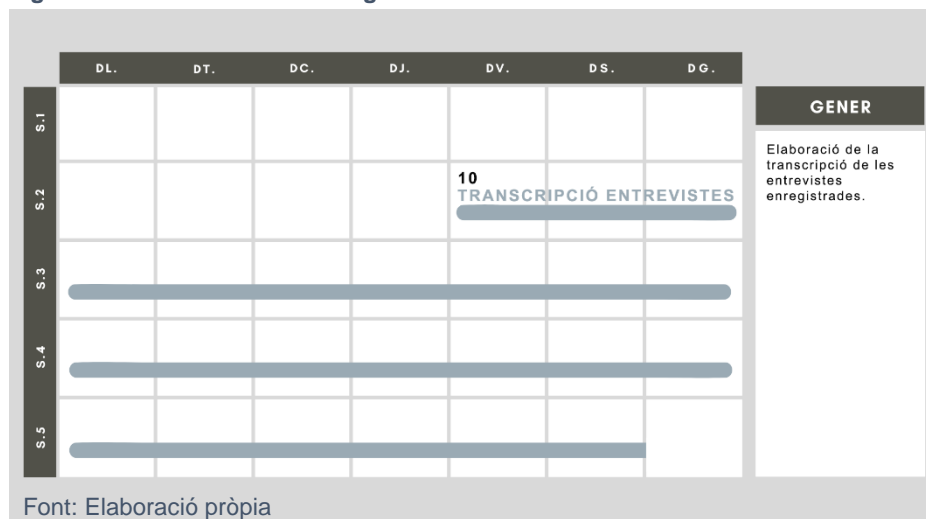 DL. DT. DC. DJ. DV. DS. DG.
S.1
S.2
S.3
S.4
S.5
10
TRANSCRIPCIÓ ENTREVISTES
GENER
Elaboració de la
transcripció de les
entrevistes
enregistrades.
Font: Elaboració pròpia